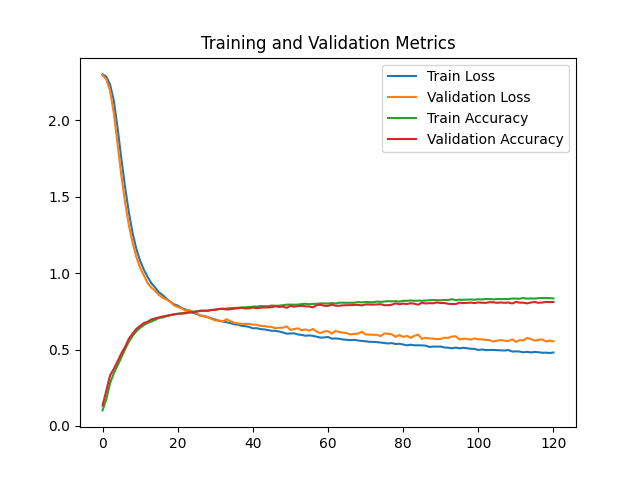 Training and Validation Metrics
Train Loss
Validation Loss
Train Accuracy
Validation Accuracy
2.0
1.5
1.0
0.5
0.0
0 20 40 60 80 100 120